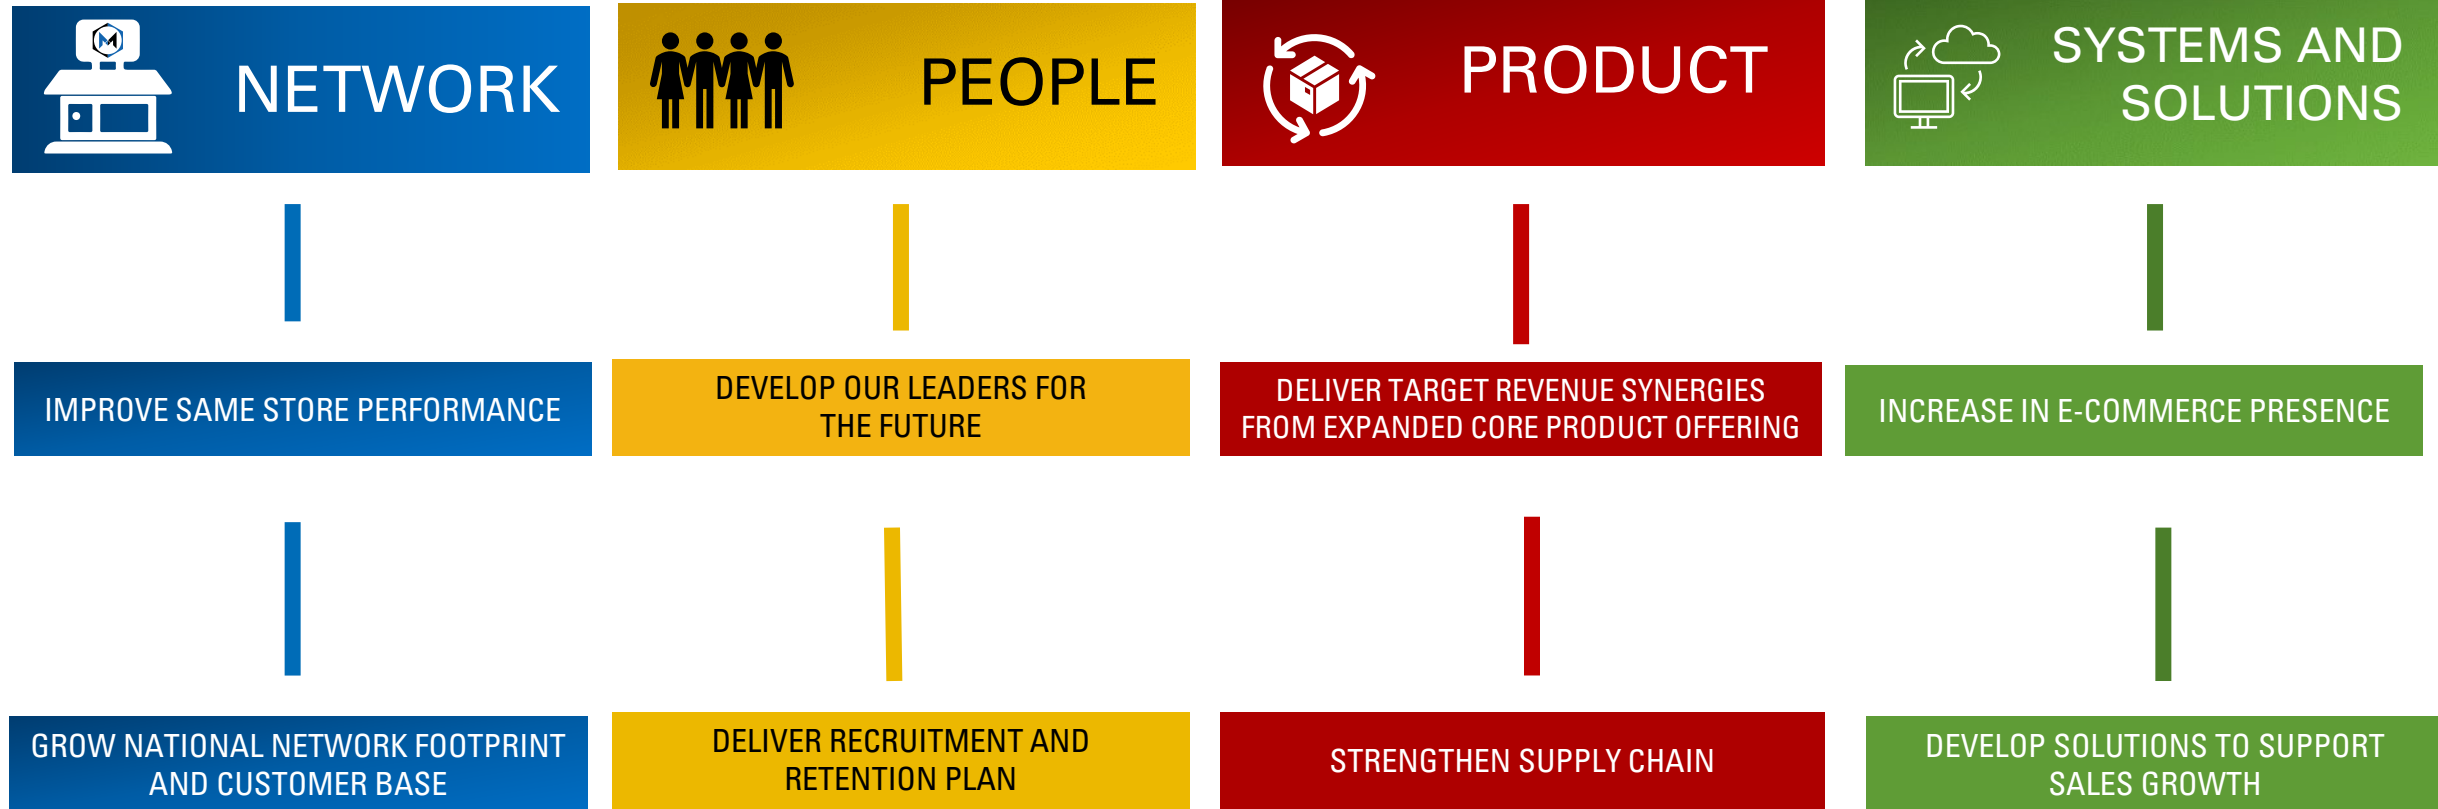 NETWORK
PEOPLE
PRODUCT
SYSTEMS AND
SOLUTIONS
IMPROVE SAME STORE PERFORMANCE
DEVELOP OUR LEADERS FOR
THE FUTURE
DELIVER TARGET REVENUE SYNERGIES
FROM EXPANDED CORE PRODUCT OFFERING
INCREASE IN E-COMMERCE PRESENCE
GROW NATIONAL NETWORK FOOTPRINT
AND CUSTOMER BASE
DELIVER RECRUITMENT AND
RETENTION PLAN
STRENGTHEN SUPPLY CHAIN
DEVELOP SOLUTIONS TO SUPPORT
SALES GROWTH